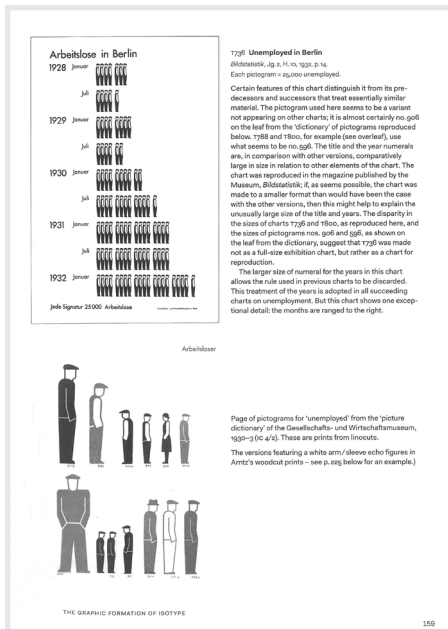 Arbeitslose in Berlin
1928 Januar
Juli
1929 Januar
Juli
1930 Januar
Juli
1931 Januar
Juli
1932 Januar
Jede Signatur 25000 Arbeitslose
T736 Unemployed in Berlin
Bildstatistik, Jg. 2, H. 10, 1932, p. 14.
Each pictogram = 25,000 unemployed.
Certain features of this chart distinguish it from its pre-
decessors and successors that treat essentially similar
material. The pictogram used here seems to be a variant
not appearing on other charts; it is almost certainly no. 906
on the leaf from the ‘dictionary’ of pictograms reproduced
below. T788 and T800, for example (see overleaf), use
what seems to be no. 596. The title and the year numerals
are, in comparison with other versions, comparatively
large in size in relation to other elements of the chart. The
chart was reproduced in the magazine published by the
Museum, Bildstatistik; if, as seems possible, the chart was
made to a smaller format than would have been the case
with the other versions, then this might help to explain the
unusually large size of the title and years. The disparity in
the sizes of charts T736 and T800, as reproduced here, and
the sizes of pictograms nos. 906 and 596, as shown on
the leaf from the dictionary, suggest that T736 was made
not as a full-size exhibition chart, but rather as a chart for
reproduction.
The larger size of numeral for the years in this chart
allows the rule used in previous charts to be discarded.
This treatment of the years is adopted in all succeeding
charts on unemployment. But this chart shows one excep-
tional detail: the months are ranged to the right.
Arbeitsloser
Page of pictograms for ‘unemployed’ from the ‘picture
dictionary’ of the Gesellschafts- und Wirtschaftsmuseum,
1930–3 (IC 4/2). These are prints from linocuts.
The versions featuring a white arm/sleeve echo figures in
Arntz’s woodcut prints – see p. 225 below for an example.)
THE GRAPHIC FORMATION OF ISOTYPE
159